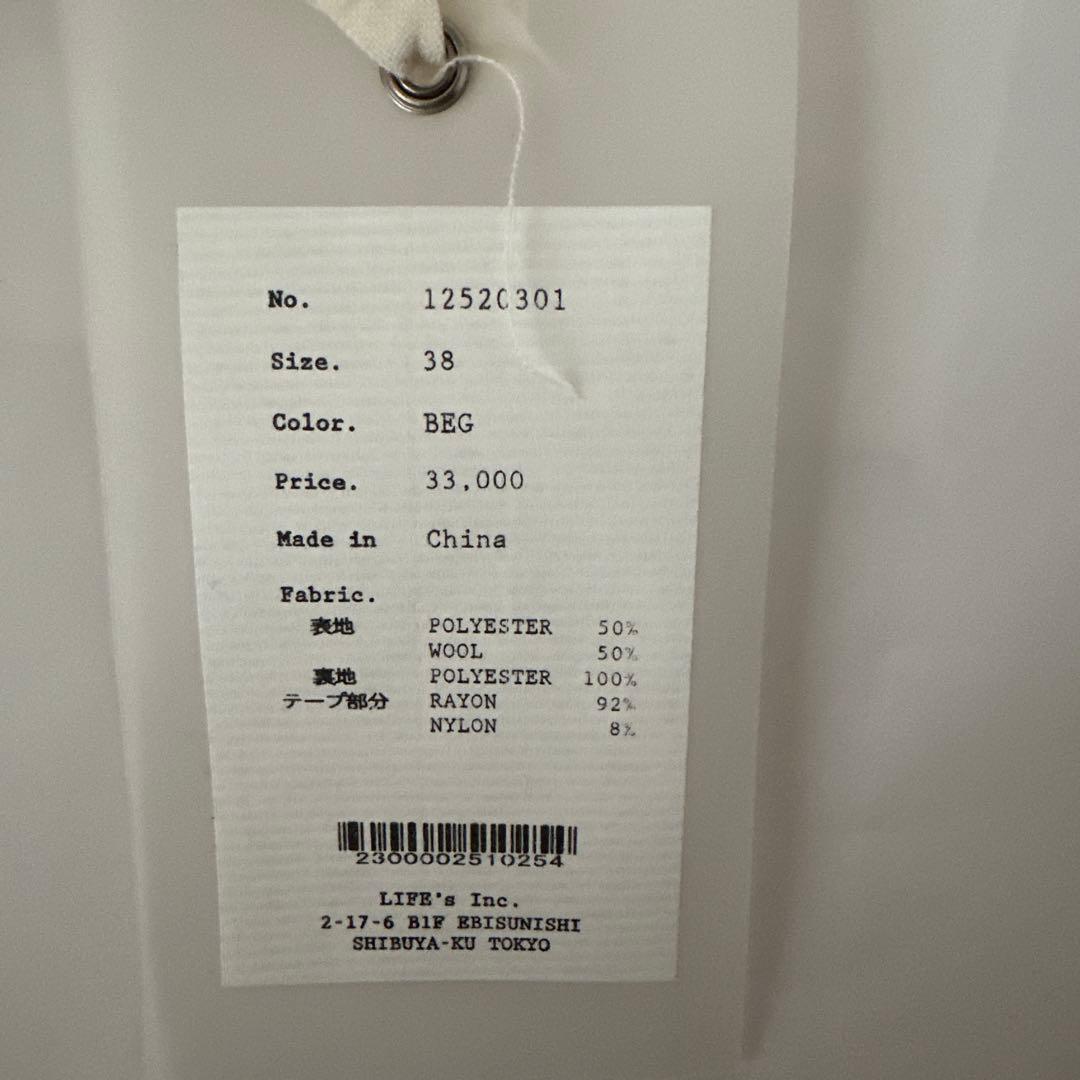 No. 12520301
Size. 38
Color. BEG
Price. 33,000
Made in China
Fabric.
表地 POLYESTER 50%
WOOL 50%
裏地 POLYESTER 100%
テープ部分 RAYON 92%
NYLON 8%
2300002510254
LIFE's Inc.
2-17-6 B1F EBISUNISHI
SHIBUYA-KU TOKYO